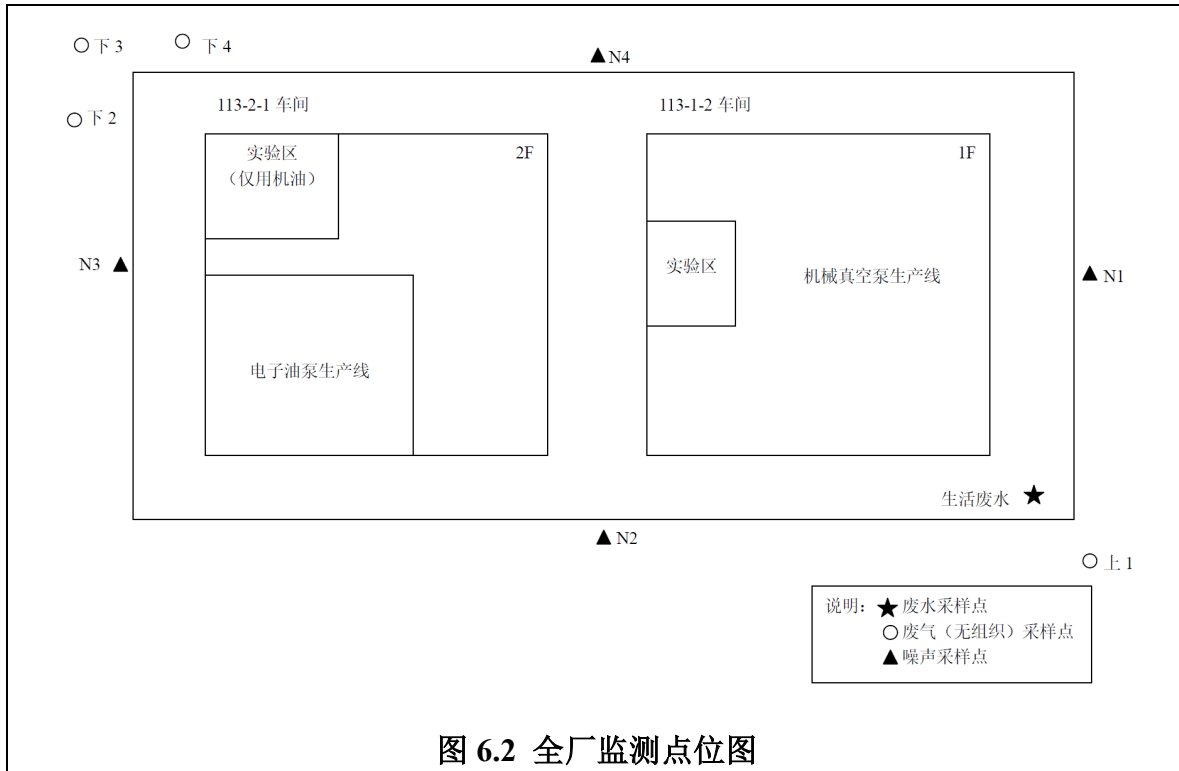 下 3
下 4
N4
113-2-1 车间
113-1-2 车间
下 2
实验区
（仅用机油）
2F
1F
N3
实验区
机械真空泵生产线
N1
电子油泵生产线
生活废水
N2
上 1
说明：
废水采样点
废气（无组织）采样点
噪声采样点
图 6.2 全厂监测点位图